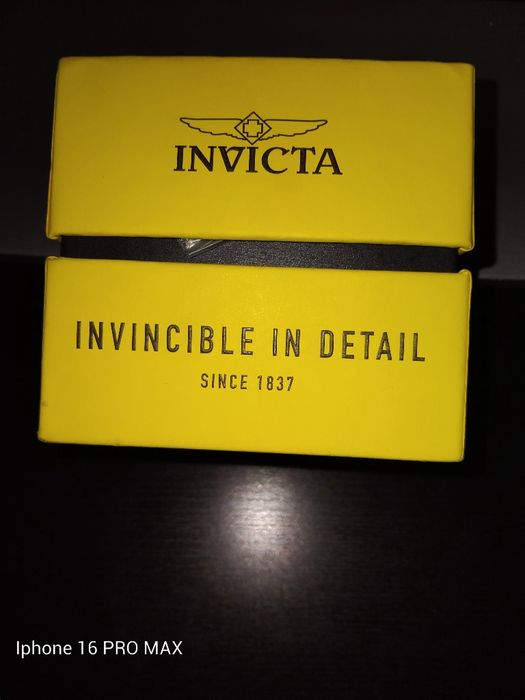 INVICTA
INVINCIBLE IN DETAIL
SINCE 1837
Iphone 16 PRO MAX